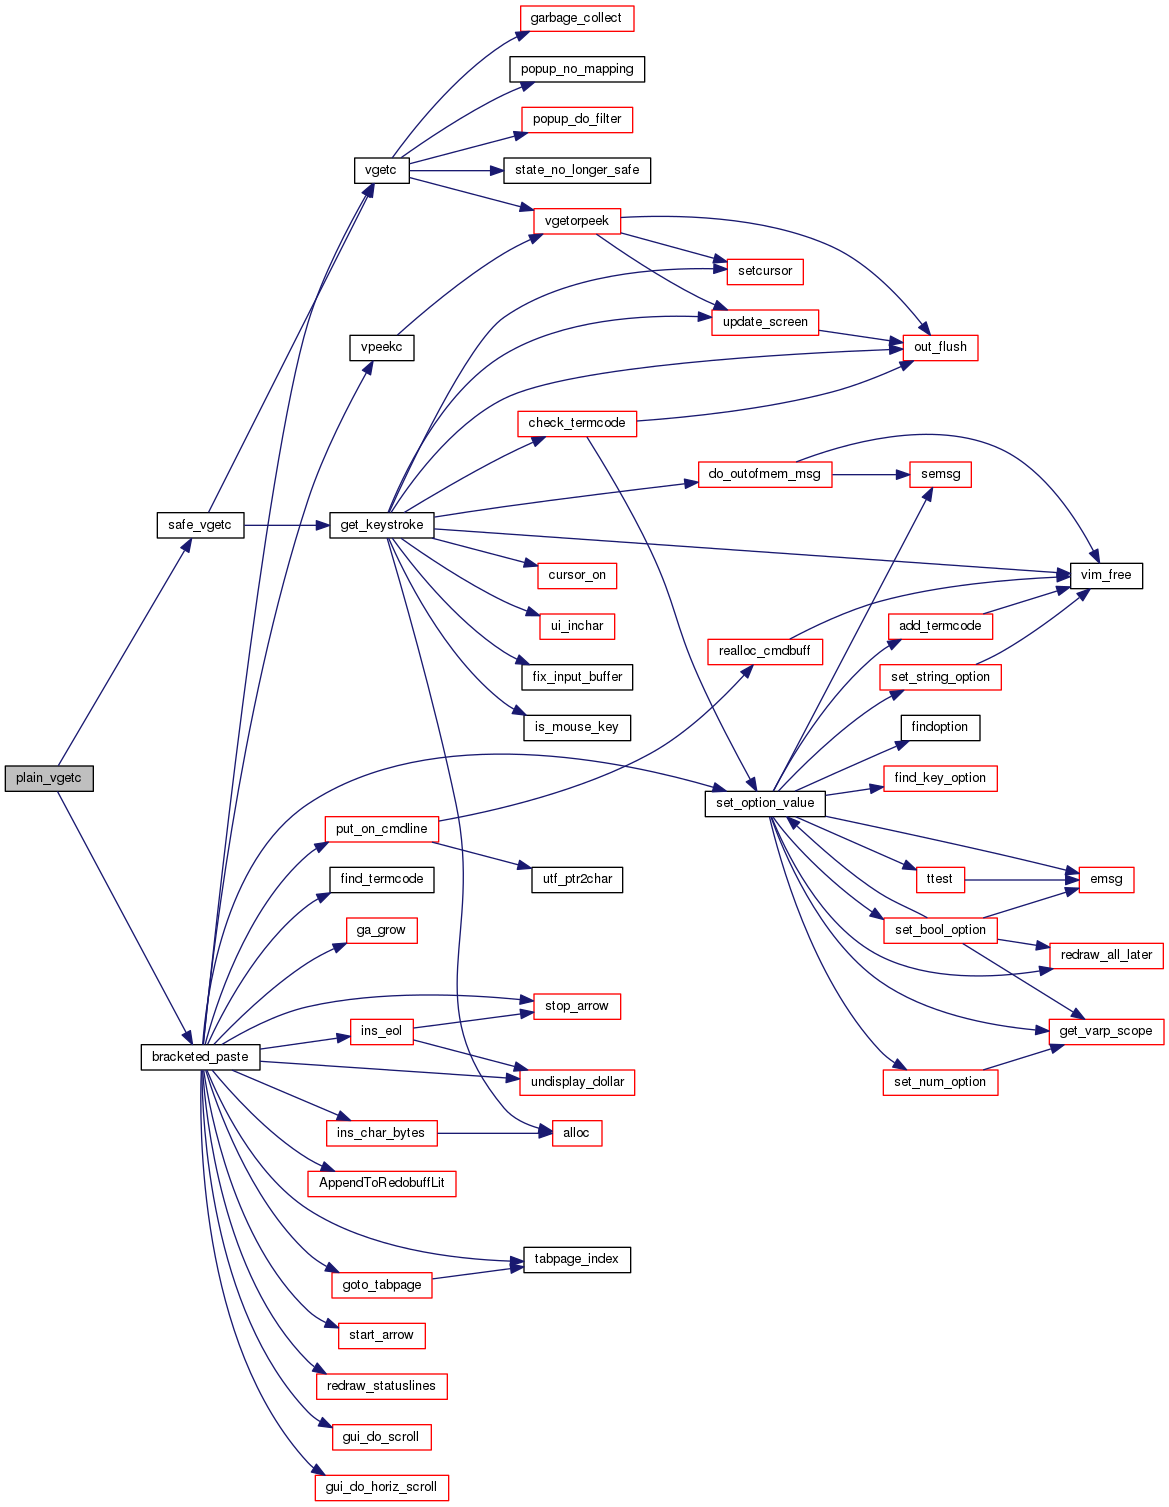 garbage_collect
popup_no_mapping
popup_do_filter
vgetc
state_no_longer_safe
vgetorpeek
setcursor
update_screen
vpeekc
out_flush
check_termcode
do_outofmem_msg
semsg
safe_vgetc
get_keystroke
cursor_on
vim_free
ui_inchar
add_termcode
realloc_cmdbuff
fix_input_buffer
set_string_option
is_mouse_key
findoption
plain_vgetc
find_key_option
set_option_value
put_on_cmdline
find_termcode
utf_ptr2char
ttest
emsg
ga_grow
set_bool_option
redraw_all_later
stop_arrow
ins_eol
get_varp_scope
bracketed_paste
undisplay_dollar
set_num_option
ins_char_bytes
alloc
AppendToRedobuffLit
tabpage_index
goto_tabpage
start_arrow
redraw_statuslines
gui_do_scroll
gui_do_horiz_scroll